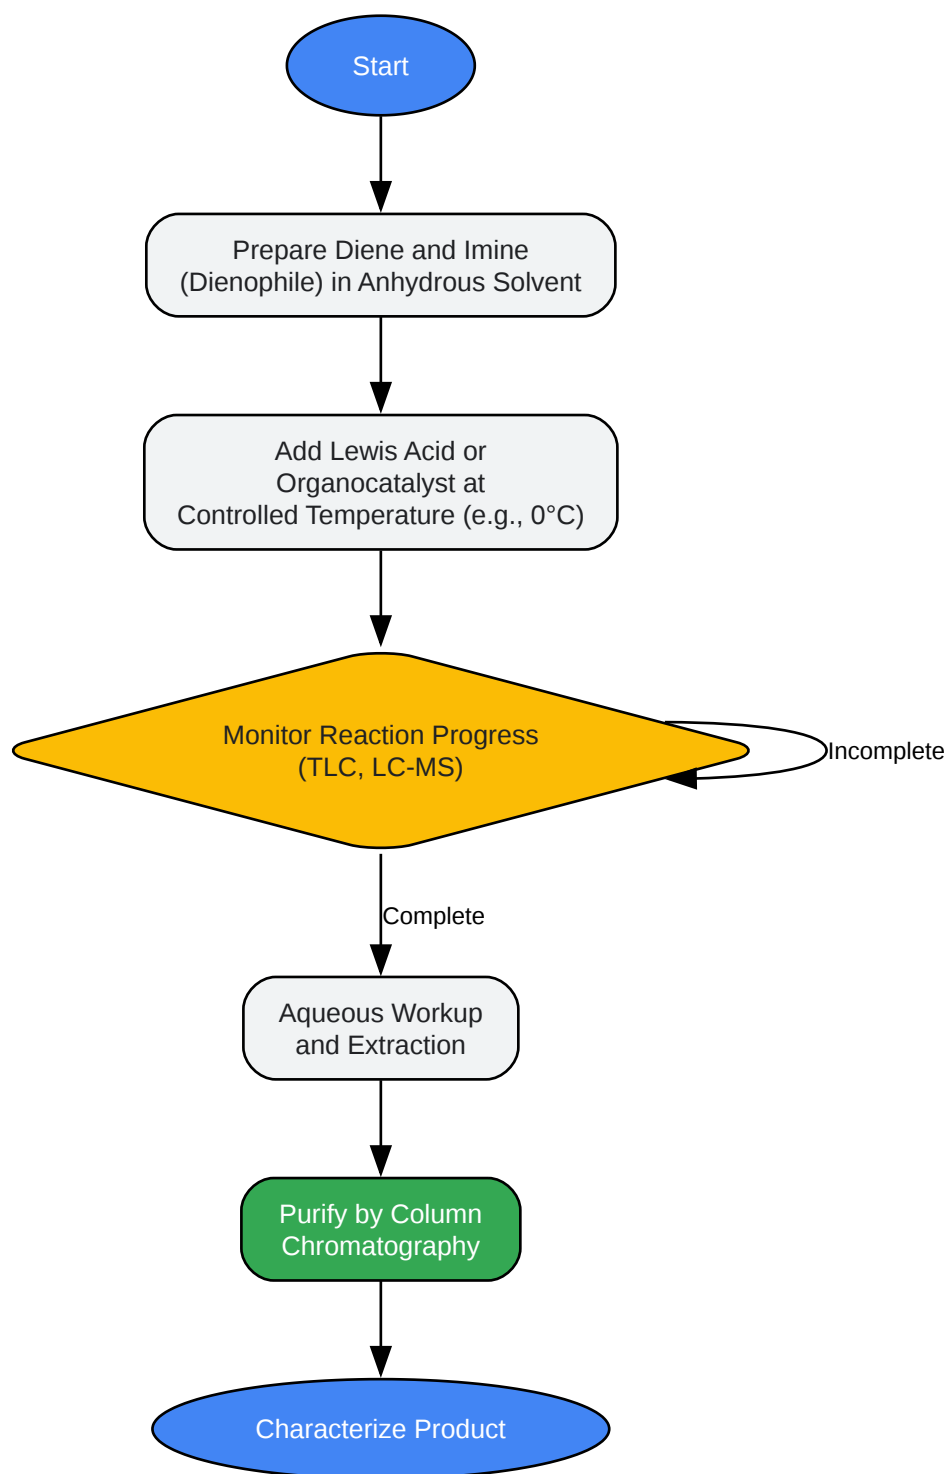 Start
Prepare Diene and Imine
(Dienophile) in Anhydrous Solvent
Add Lewis Acid or
Organocatalyst at
Controlled Temperature (e.g., 0°C)
Monitor Reaction Progress
(TLC, LC-MS)
Incomplete
Complete
Aqueous Workup
and Extraction
Purify by Column
Chromatography
Characterize Product